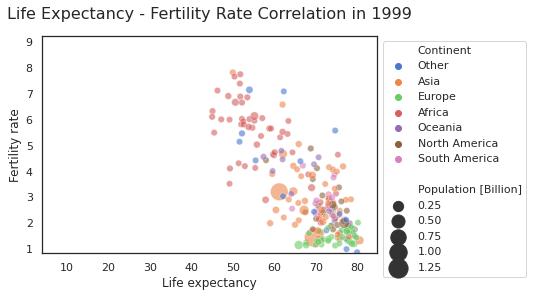 Life Expectancy - Fertility Rate Correlation in 1999
9
8
7
6
5
4
3
2
1
Fertility rate
10 20 30 40 50 60 70 80
Life expectancy
Continent
Other
Asia
Europe
Africa
Oceania
North America
South America
Population [Billion]
0.25
0.50
0.75
1.00
1.25